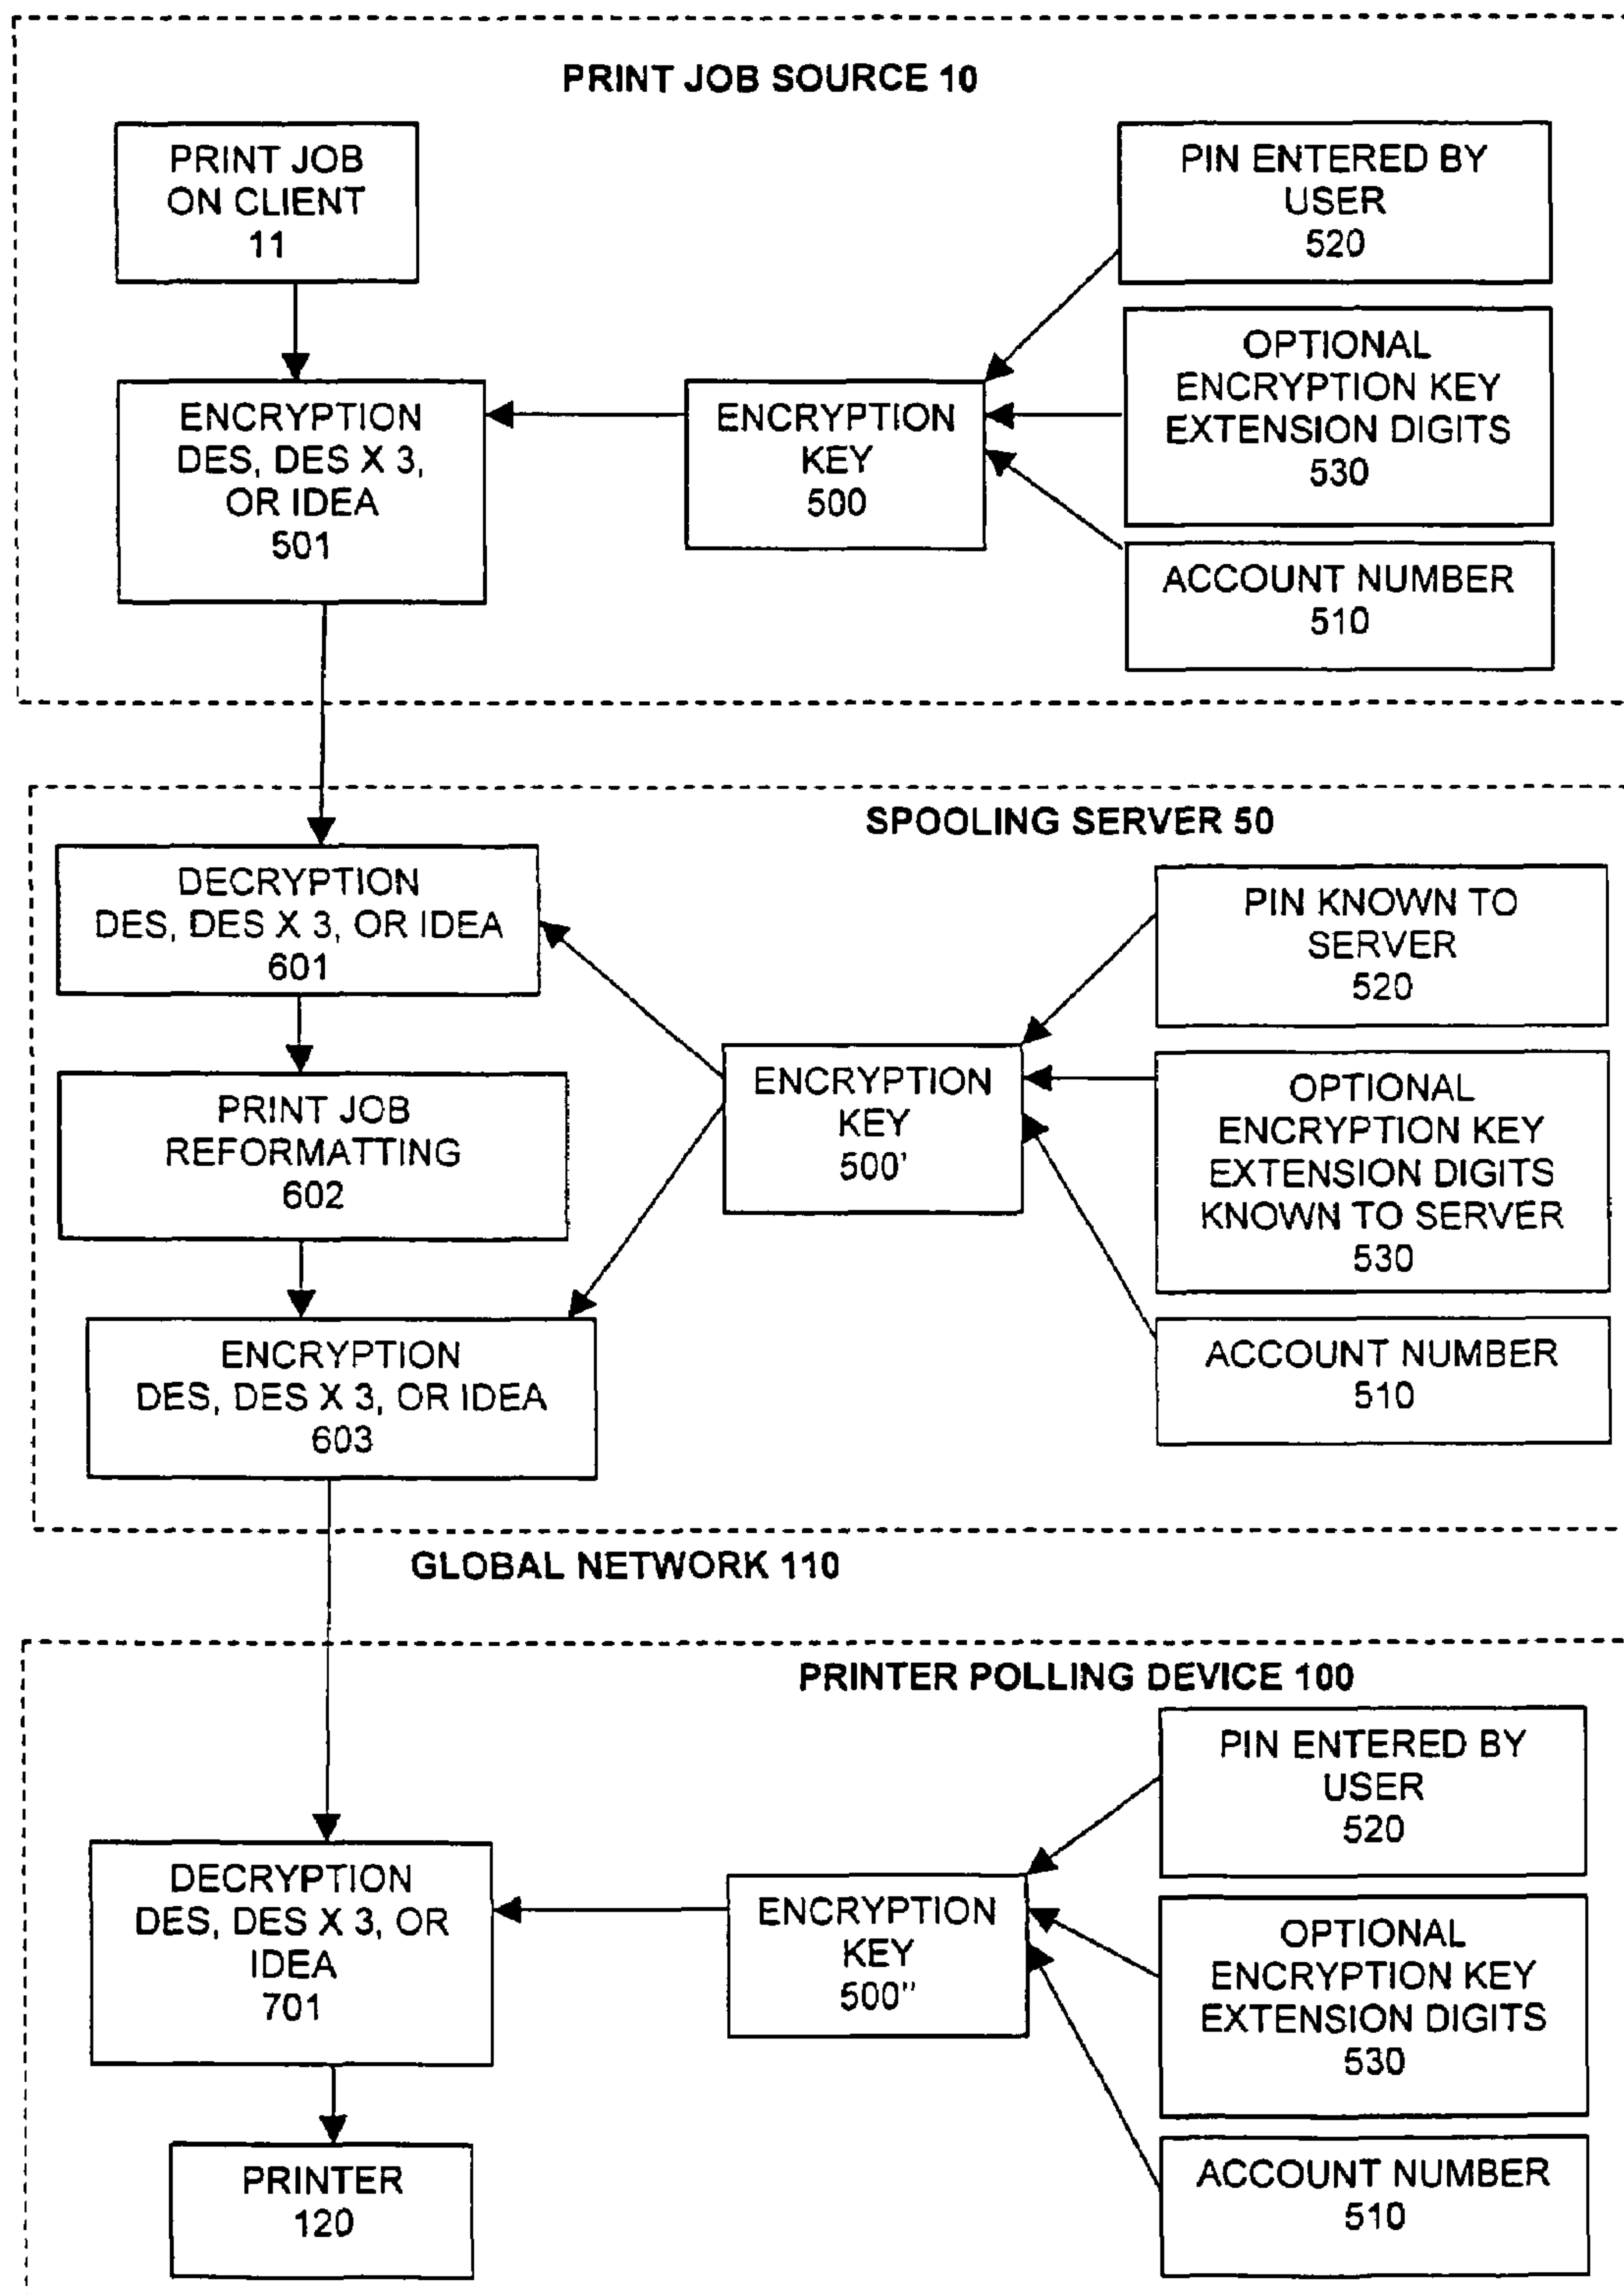 PRINT JOB SOURCE 10
PRINT JOB
ON CLIENT
11
PIN ENTERED BY
USER
520
OPTIONAL
ENCRYPTION KEY
EXTENSION DIGITS
530
ENCRYPTION
DES, DES X 3,
OR IDEA
501
ENCRYPTION
KEY
500
ACCOUNT NUMBER
510
SPOOLING SERVER 50
DECRYPTION
DES, DES X 3, OR IDEA
601
PIN KNOWN TO
SERVER
520
PRINT JOB
REFORMATTING
602
ENCRYPTION
KEY
500'
OPTIONAL
ENCRYPTION KEY
EXTENSION DIGITS
KNOWN TO SERVER
530
ENCRYPTION
DES, DES X 3, OR IDEA
603
ACCOUNT NUMBER
510
GLOBAL NETWORK 110
PRINTER POLLING DEVICE 100
PIN ENTERED BY
USER
520
DECRYPTION
DES, DES X 3, OR
IDEA
701
ENCRYPTION
KEY
500"
OPTIONAL
ENCRYPTION KEY
EXTENSION DIGITS
530
PRINTER
120
ACCOUNT NUMBER
510